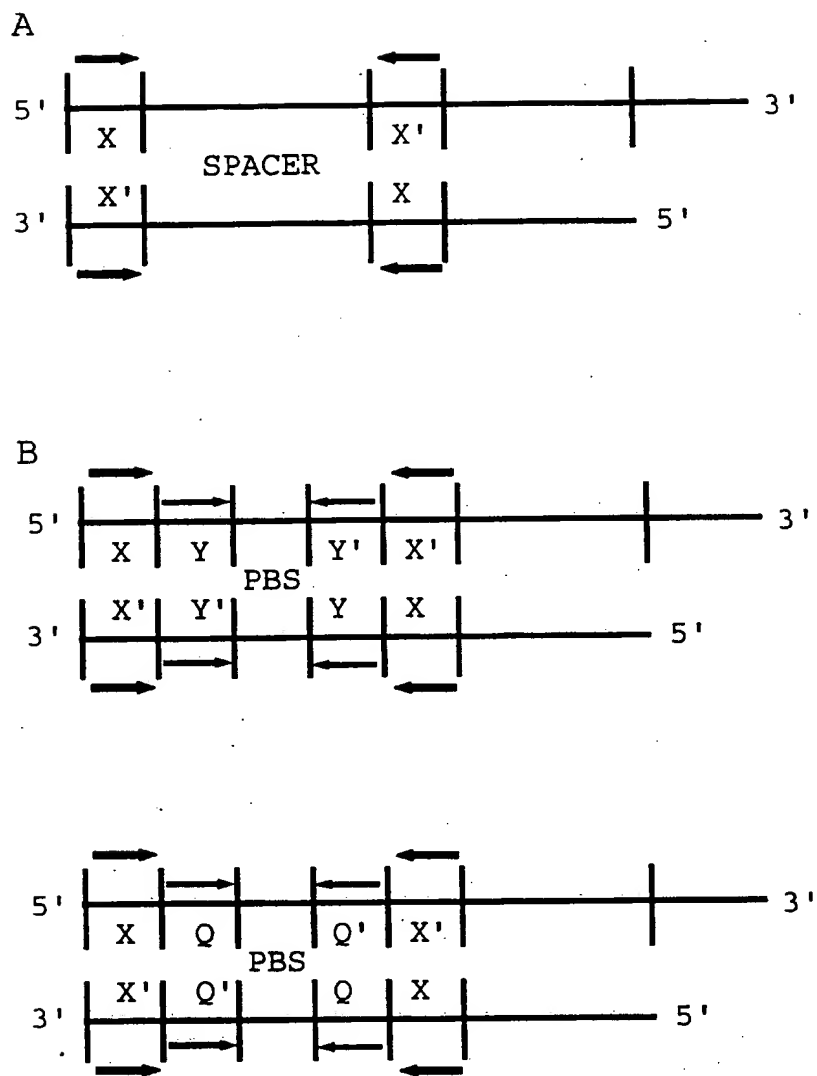 A
5' 3'
X X'
SPACER
X' X
3' 5'
B
5' 3'
X Y Y' X'
PBS
X' Y' Y X
3' 5'
5' 3'
X Q Q' X'
PBS
X' Q' Q X
3' 5'